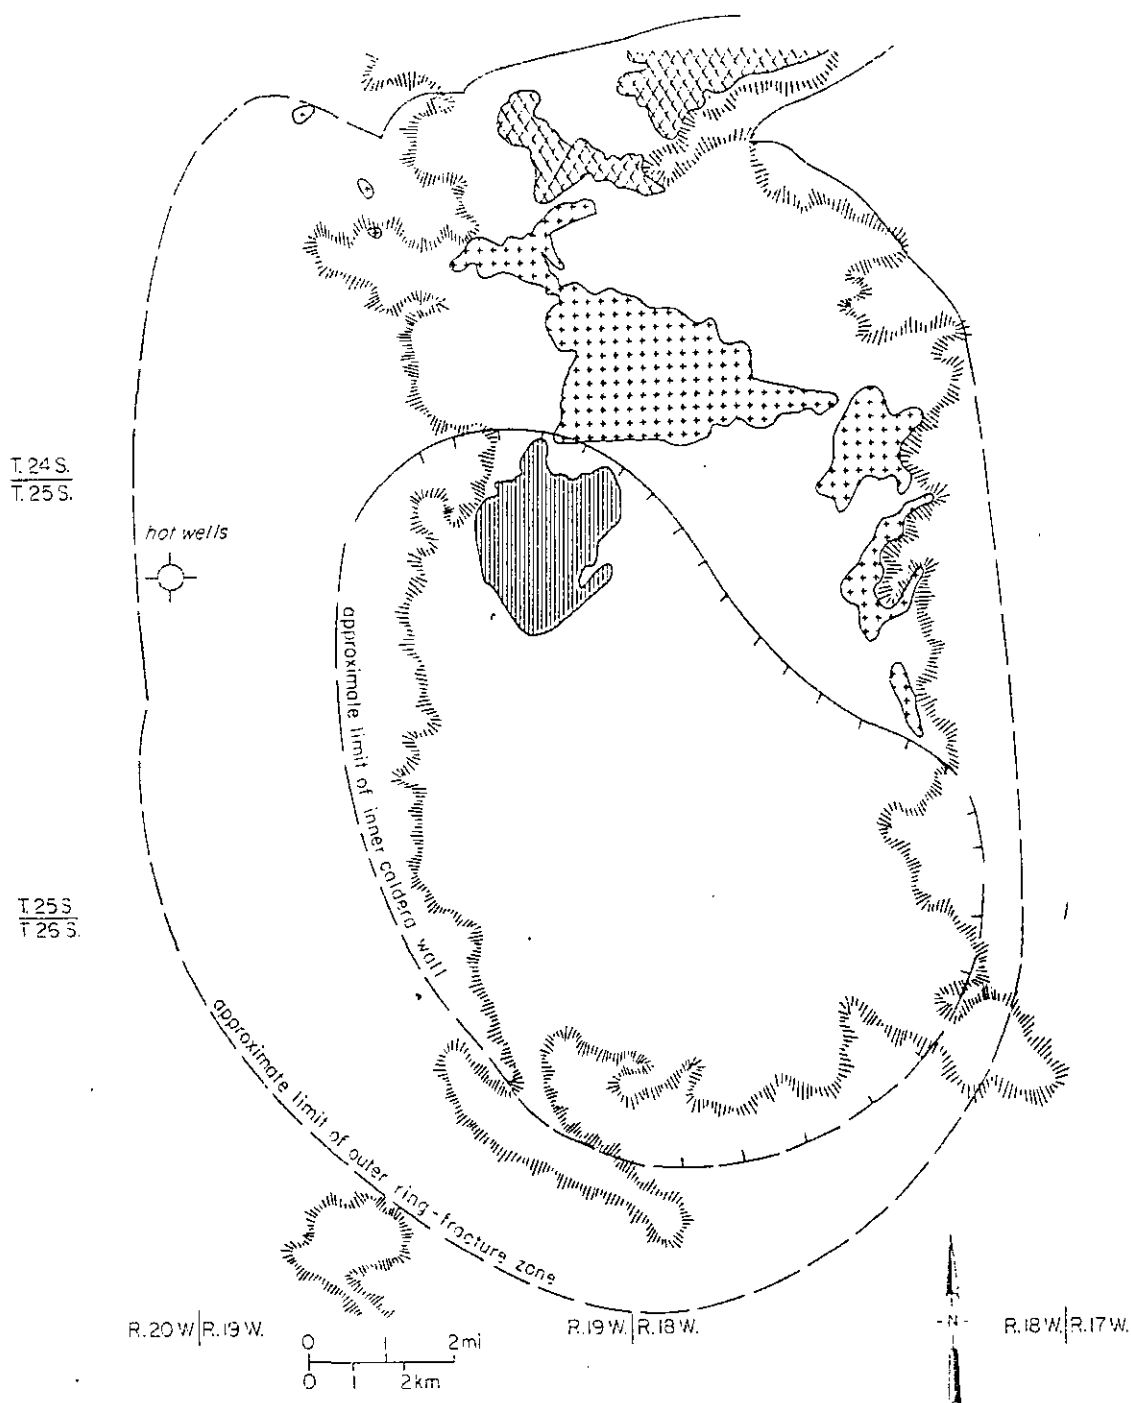 T. 24 S.
T. 25 S.
hot wells
approximate limit of inner caldera wall
T. 25 S
T 26 S.
approximate limit of outer ring-fracture zone
R. 20 W. R. 19 W.
R. 19 W. R. 18 W.
R. 18 W. R. 17 W.
0 1 2 mi
0 1 2 km
- N -